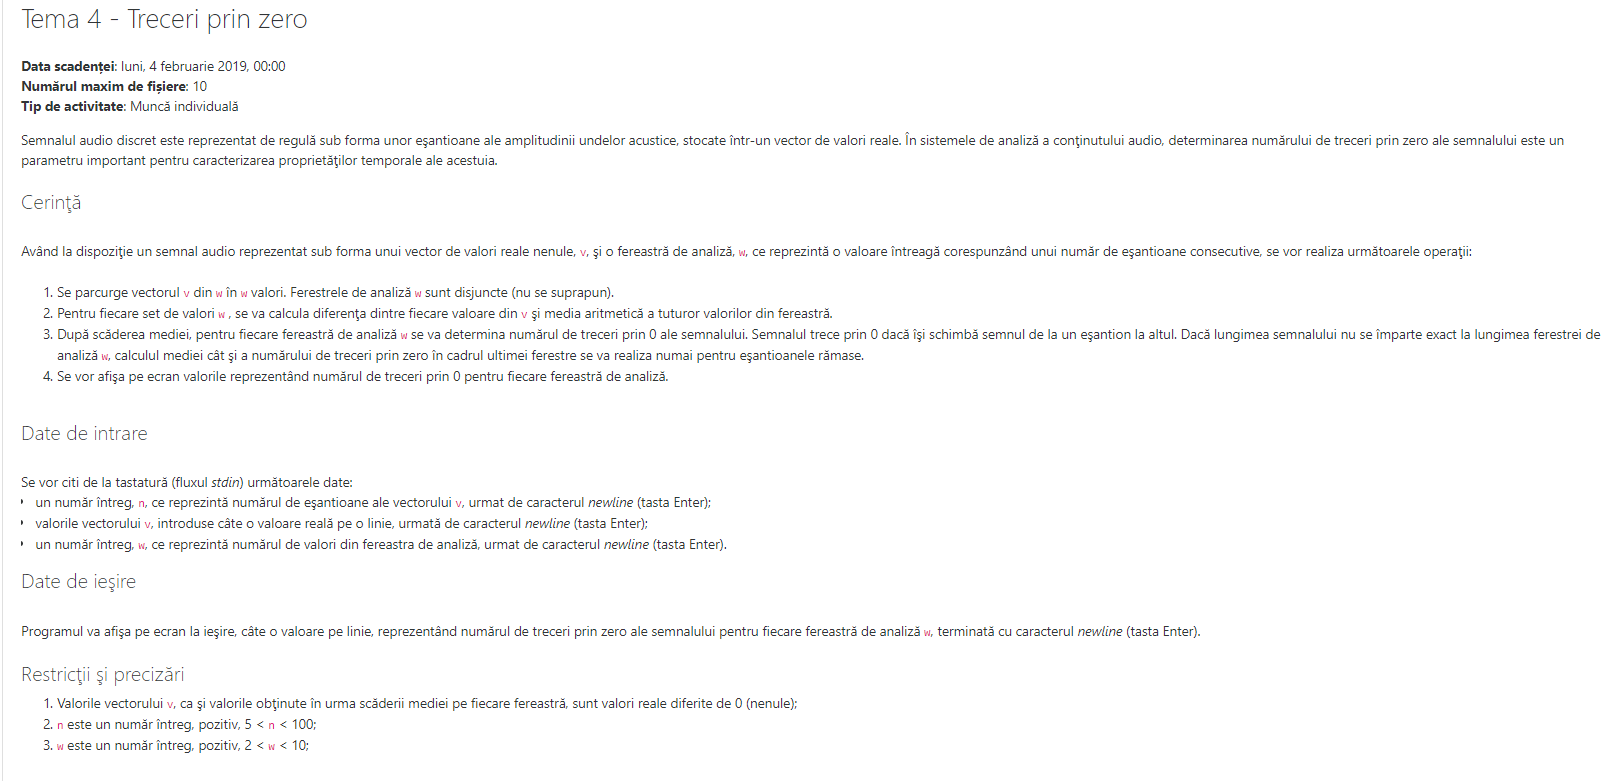 Tema 4 - Treceri prin zero
Data scadenței: luni, 4 februarie 2019, 00:00
Numărul maxim de fișiere: 10
Tip de activitate: Muncă individuală
Semnalul audio discret este reprezentat de regulă sub forma unor eşantioane ale amplitudinii undelor acustice, stocate într-un vector de valori reale. În sistemele de analiză a conţinutului audio, determinarea numărului de treceri prin zero ale semnalului este un
parametru important pentru caracterizarea proprietăţilor temporale ale acestuia.
Cerinţă
Având la dispoziţie un semnal audio reprezentat sub forma unui vector de valori reale nenule, v, şi o fereastră de analiză, w, ce reprezintă o valoare întreagă corespunzând unui număr de eşantioane consecutive, se vor realiza următoarele operaţii:
1. Se parcurge vectorul v din w în w valori. Ferestrele de analiză w sunt disjuncte (nu se suprapun).
2. Pentru fiecare set de valori w , se va calcula diferenţa dintre fiecare valoare din v şi media aritmetică a tuturor valorilor din fereastră.
3. După scăderea mediei, pentru fiecare fereastră de analiză w se va determina numărul de treceri prin 0 ale semnalului. Semnalul trece prin 0 dacă îşi schimbă semnul de la un eşantion la altul. Dacă lungimea semnalului nu se împarte exact la lungimea ferestrei de
analiză w, calculul mediei cât şi a numărului de treceri prin zero în cadrul ultimei ferestre se va realiza numai pentru eşantioanele rămase.
4. Se vor afişa pe ecran valorile reprezentând numărul de treceri prin 0 pentru fiecare fereastră de analiză.
Date de intrare
Se vor citi de la tastatură (fluxul stdin) următoarele date:
un număr întreg, n, ce reprezintă numărul de eşantioane ale vectorului v, urmat de caracterul newline (tasta Enter);
valorile vectorului v, introduse câte o valoare reală pe o linie, urmată de caracterul newline (tasta Enter);
un număr întreg, w, ce reprezintă numărul de valori din fereastra de analiză, urmat de caracterul newline (tasta Enter).
Date de ieşire
Programul va afişa pe ecran la ieşire, câte o valoare pe linie, reprezentând numărul de treceri prin zero ale semnalului pentru fiecare fereastră de analiză w, terminată cu caracterul newline (tasta Enter).
Restricţii şi precizări
1. Valorile vectorului v, ca şi valorile obţinute în urma scăderii mediei pe fiecare fereastră, sunt valori reale diferite de 0 (nenule);
2. n este un număr întreg, pozitiv, 5 < n < 100;
3. w este un număr întreg, pozitiv, 2 < w < 10;